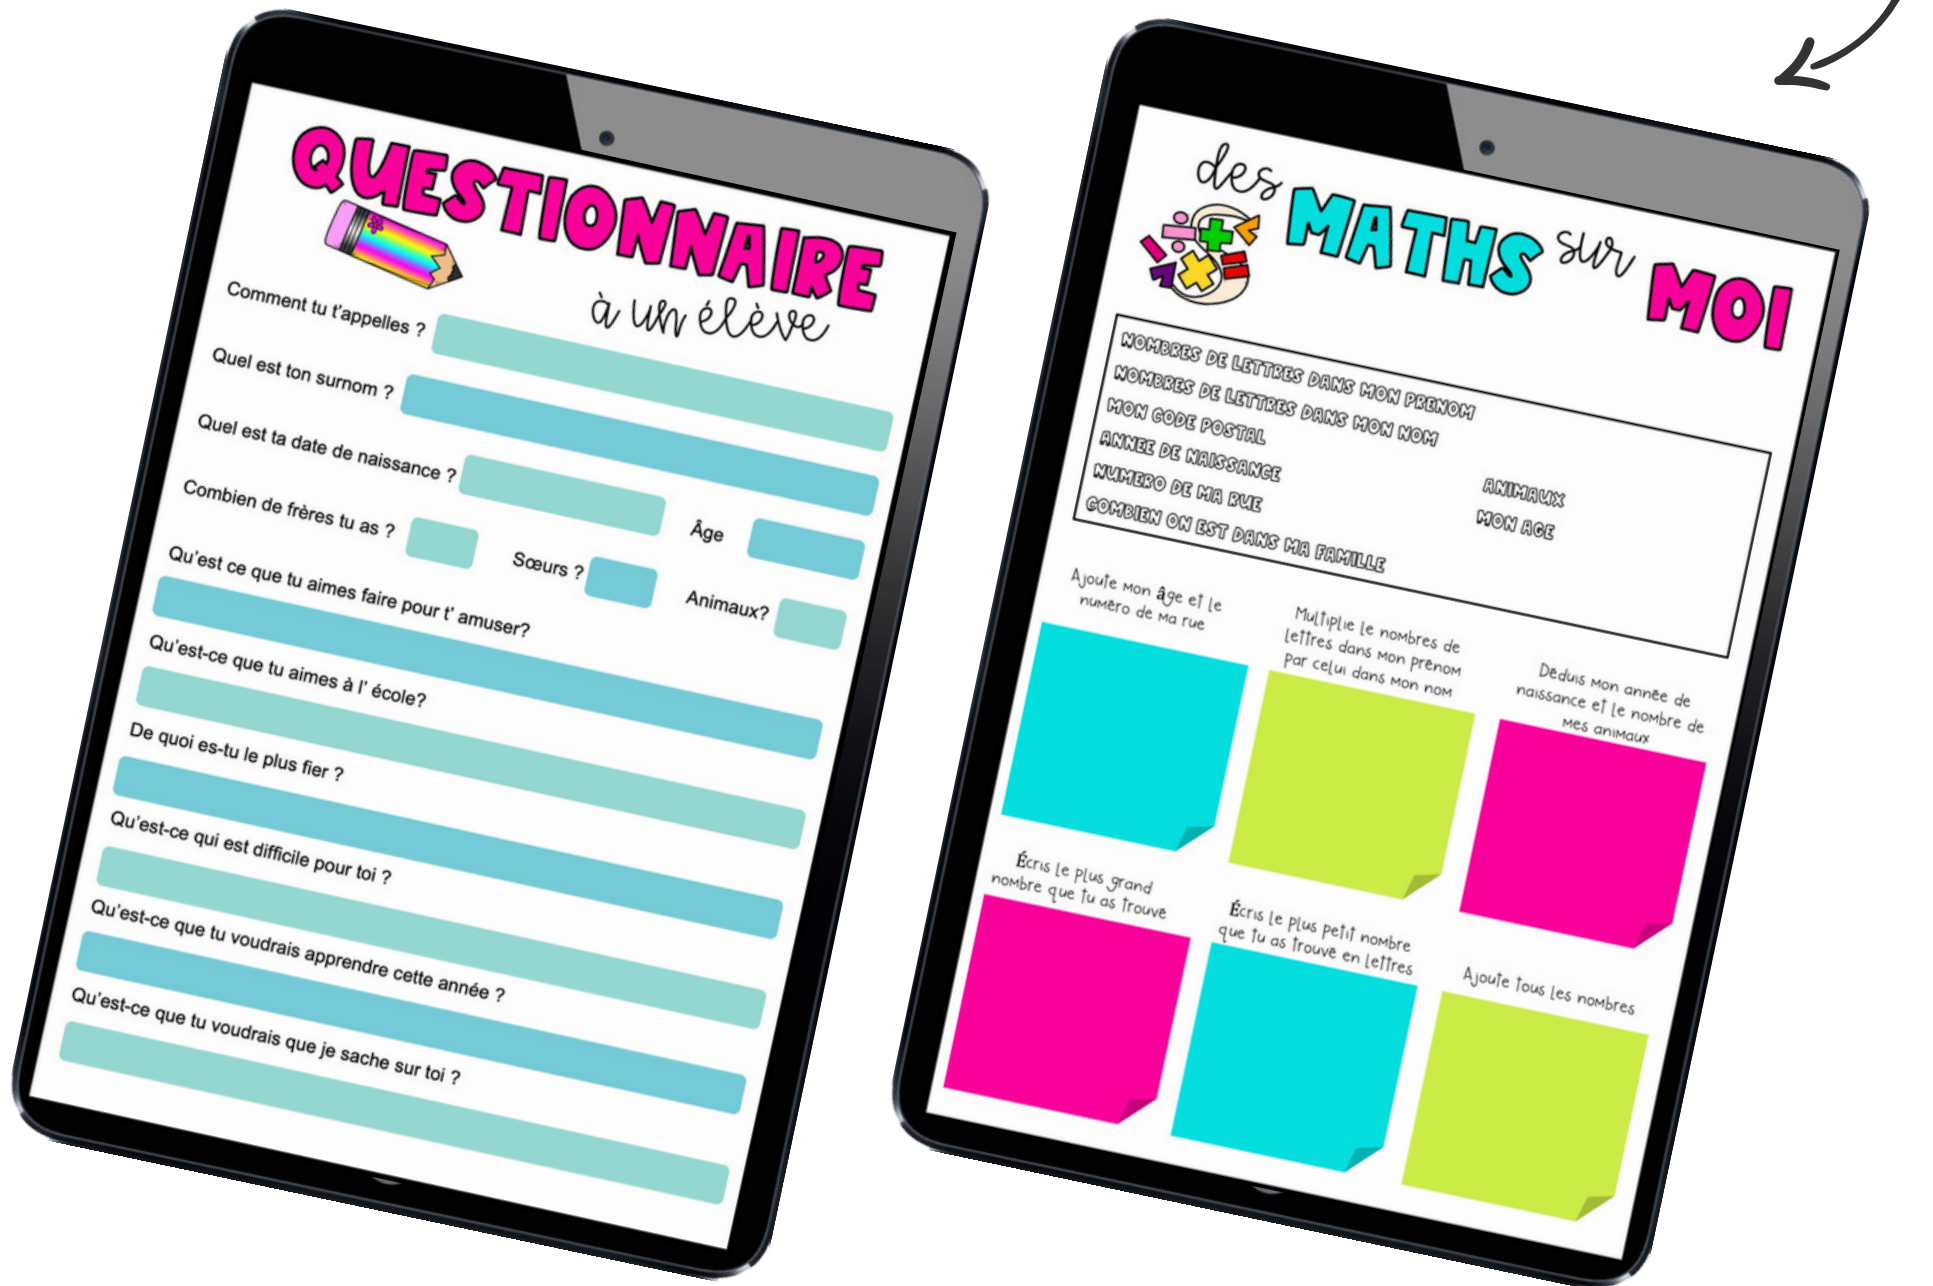 QUESTIONNAIRE
à un élève
Comment tu t'appelles ?
Quel est ton surnom ?
Quel est ta date de naissance ?
Âge
Combien de frères tu as ?
Sœurs ?
Animaux?
Qu'est ce que tu aimes faire pour t' amuser?
Qu'est-ce que tu aimes à l' école?
De quoi es-tu le plus fier ?
Qu'est-ce qui est difficile pour toi ?
Qu'est-ce que tu voudrais apprendre cette année ?
Qu'est-ce que tu voudrais que je sache sur toi ?
des MATHS sur MOI
NOMBRES DE LETTRES DANS MON PRENOM
NOMBRES DE LETTRES DANS MON NOM
MON CODE POSTAL
ANNEE DE NAISSANCE
NUMERO DE MA RUE
COMBIEN ON EST DANS MA FAMILLE
ANIMAUX
MON AGE
Ajoute mon âge et le
numéro de ma rue
Multiplie le nombres de
lettres dans mon prénom
par celui dans mon nom
Déduis mon année de
naissance et le nombre de
mes animaux
Écris le plus grand
nombre que tu as trouvé
Écris le plus petit nombre
que tu as trouvé en lettres
Ajoute tous les nombres